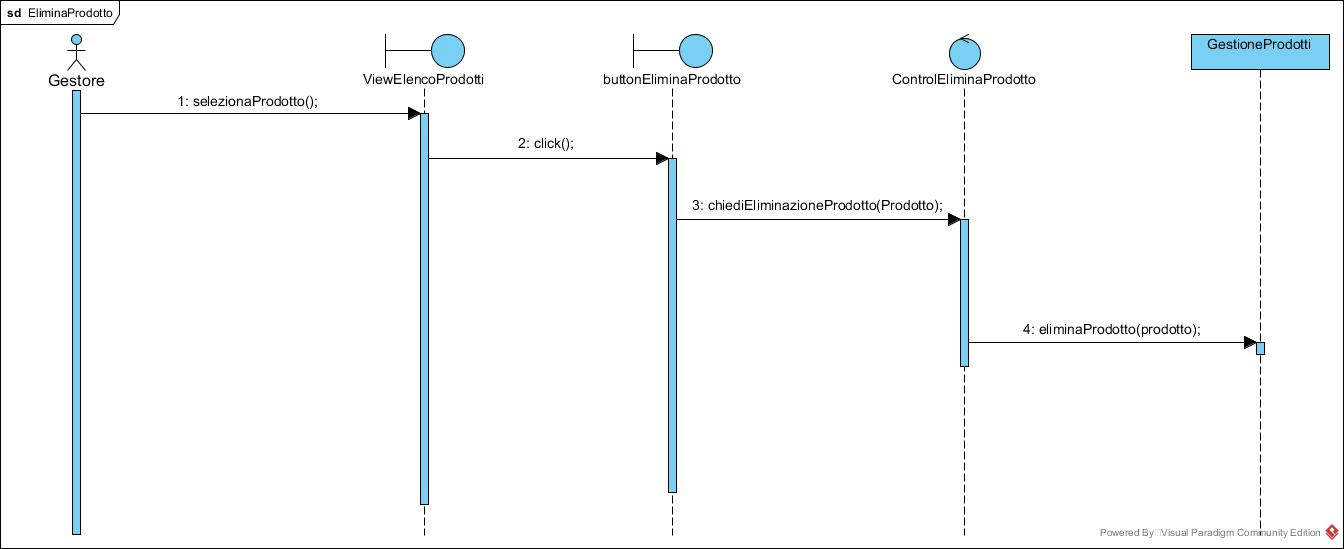 sd EliminaProdotto
Gestore
ViewElencoProdotti
buttonEliminaProdotto
ControlEliminaProdotto
GestioneProdotti
1: selezionaProdotto();
2: click();
3: chiediEliminazioneProdotto(Prodotto);
4: eliminaProdotto(prodotto);
Powered By Visual Paradigm Community Edition